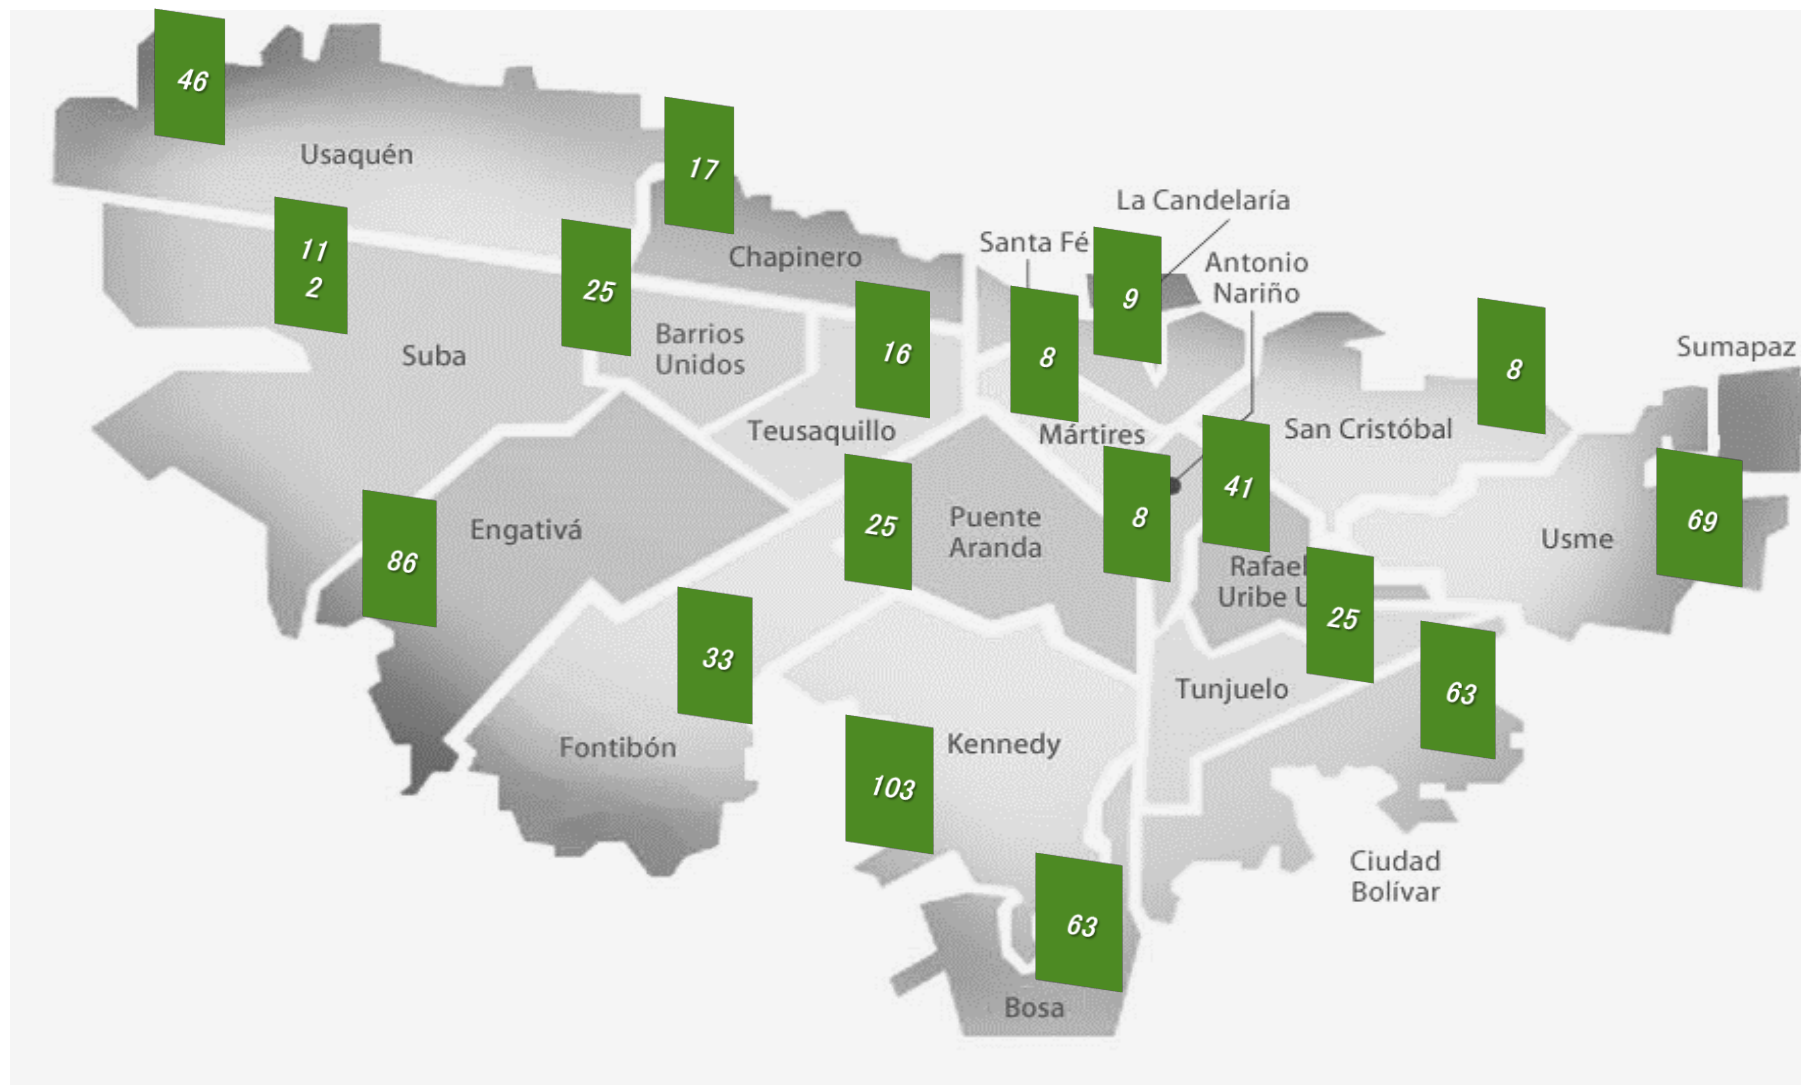 46
Usaquén
17
La Candelaría
Santa Fé
Antonio
Nariño
Chapinero
11
2
25
9
16
8
8
Barrios
Unidos
Suba
Sumapaz
Teusaquillo
Mártires
San Cristóbal
41
8
25
Puente
Aranda
Engativá
86
69
Usme
Rafael
Uribe U
25
33
63
Tunjuelo
Fontibón
Kennedy
103
Ciudad
Bolívar
63
Bosa